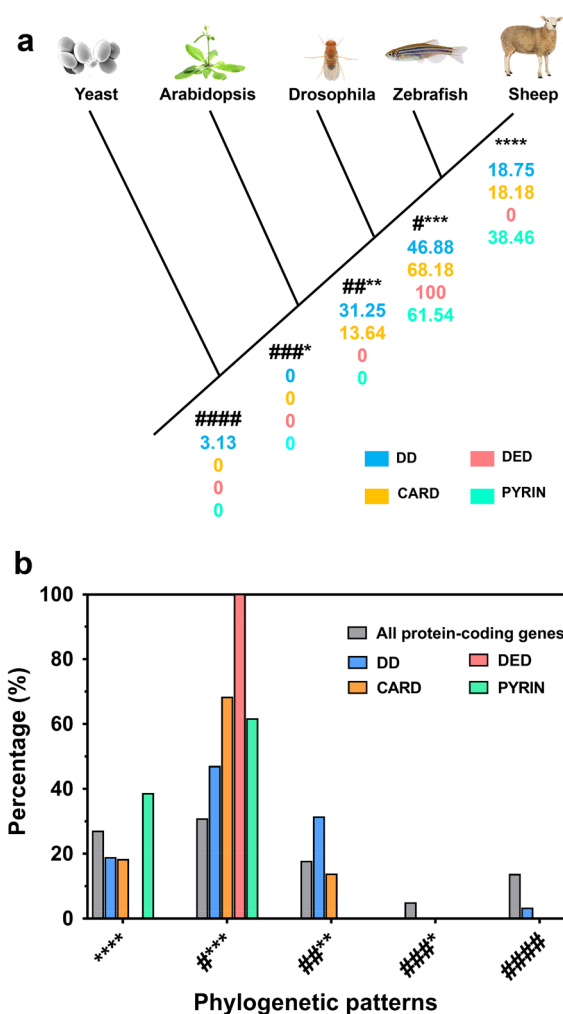 a
Yeast Arabidopsis Drosophila Zebrafish Sheep
****
18.75
18.18
0
38.46
#***
46.88
68.18
100
61.54
##**
31.25
13.64
0
0
###*
0
0
0
0
####
3.13
0
0
0
DD DED
CARD PYRIN
b
Percentage (%)
100
80
60
40
20
0
All protein-coding genes
DD DED
CARD PYRIN
**** #*** ##** ###* ####
Phylogenetic patterns